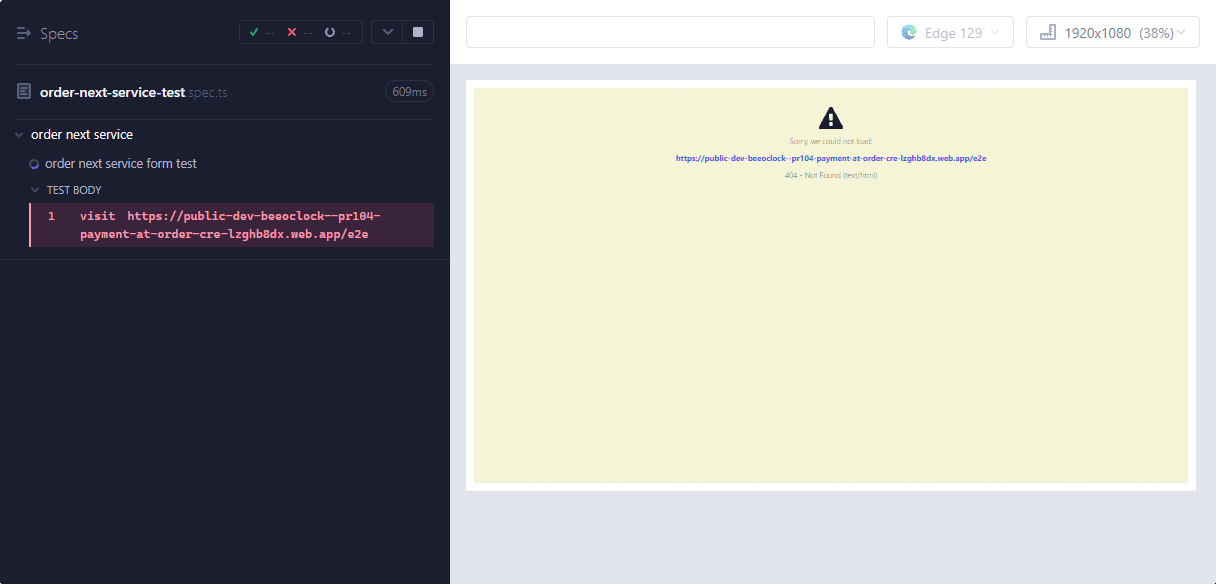 Specs
-- -- --
order-next-service-test.spec.ts 609ms
order next service
order next service form test
TEST BODY
1 visit https://public-dev-beeoclock--pr104-
payment-at-order-cre-lzghb8dx.web.app/e2e
Edge 129
1920x1080 (38%)
Sorry, we could not load:
https://public-dev-beeoclock--pr104-payment-at-order-cre-lzghb8dx.web.app/e2e
404 - Not Found (text/html)